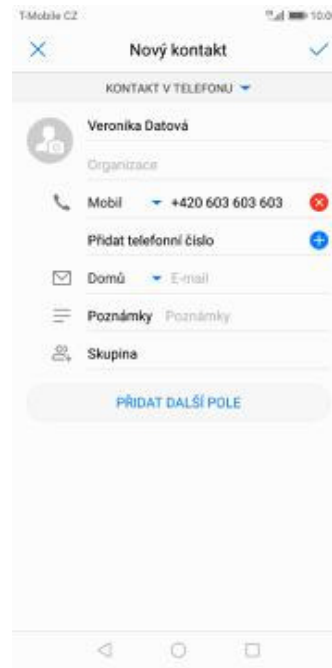 T-Mobile CZ 10:0
Nový kontakt
KONTAKT V TELEFONU
Veronika Datová
Organizace
Mobil +420 603 603 603
Přidat telefonní číslo
Domů E-mail
Poznámky Poznámky
Skupina
PŘIDAT DALŠÍ POLE